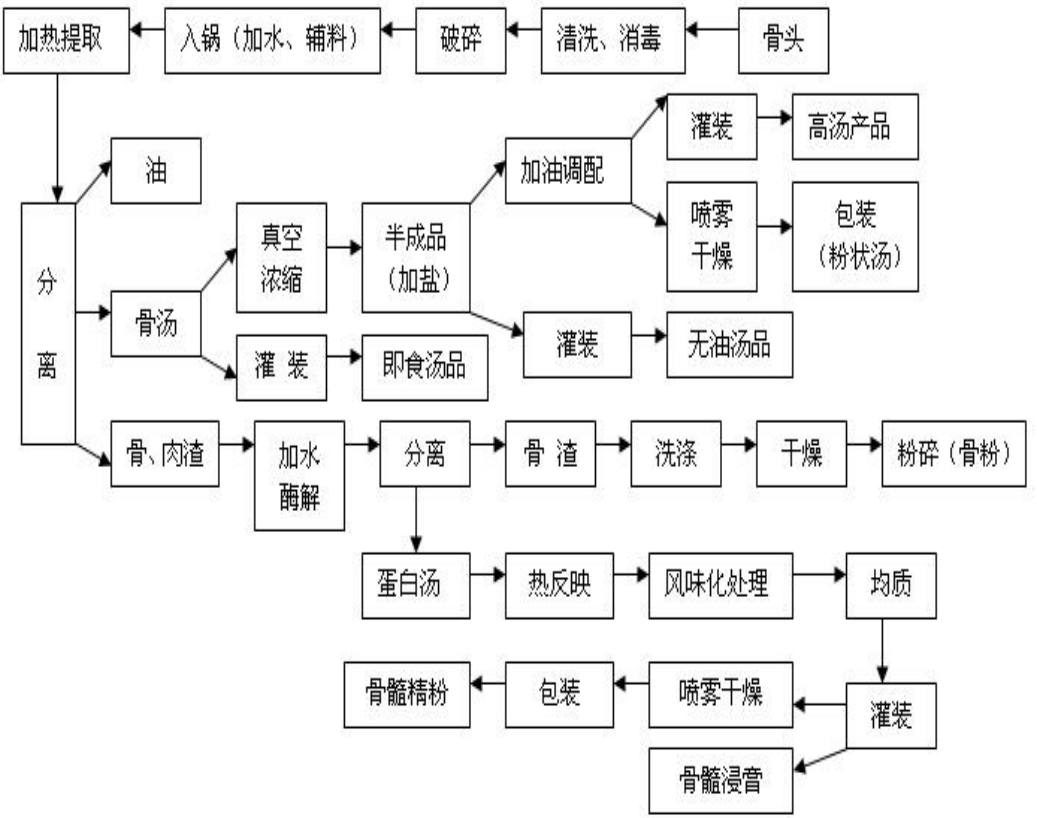 加热提取
入锅（加水、辅料）
破碎
清洗、消毒
骨头
油
分
离
骨汤
真空
浓缩
灌 装
半成品
（加盐）
即食汤品
加油调配
灌装
高汤产品
喷雾
干燥
包装
（粉状汤）
灌装
无油汤品
骨、肉渣
加水
酶解
分离
骨 渣
洗涤
干燥
粉碎（骨粉）
蛋白汤
热反映
风味化处理
均质
骨髓精粉
包装
喷雾干燥
灌装
骨髓浸膏